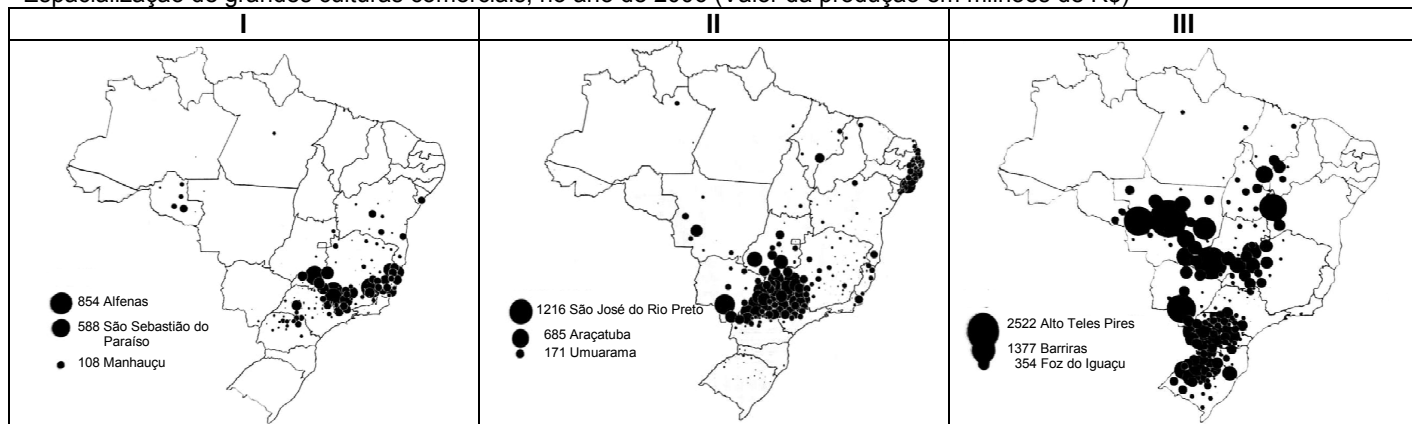 Espacialização de grandes culturas comerciais, no ano de 2006 (Valor da produção em milhões de R$)
I
II
III
854 Alfenas
588 São Sebastião do
Paraíso
108 Manhauçu
1216 São José do Rio Preto
685 Araçatuba
171 Umuarama
2522 Alto Teles Pires
1377 Barriras
354 Foz do Iguaçu